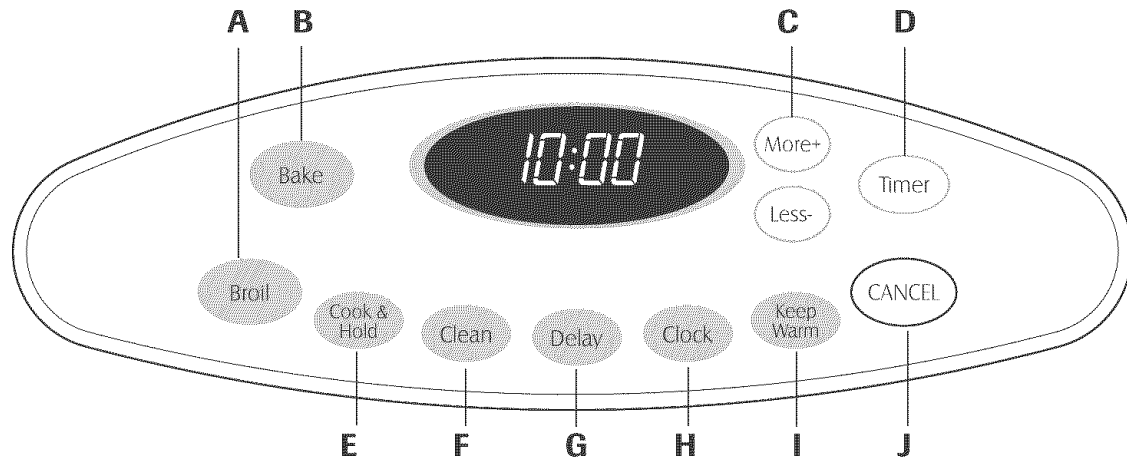 A B C D
10:00
More+
Bake
Timer
Less-
Broil
CANCEL
Cook &
Hold
Clean
Delay
Clock
Keep
Warm
E F G H I J